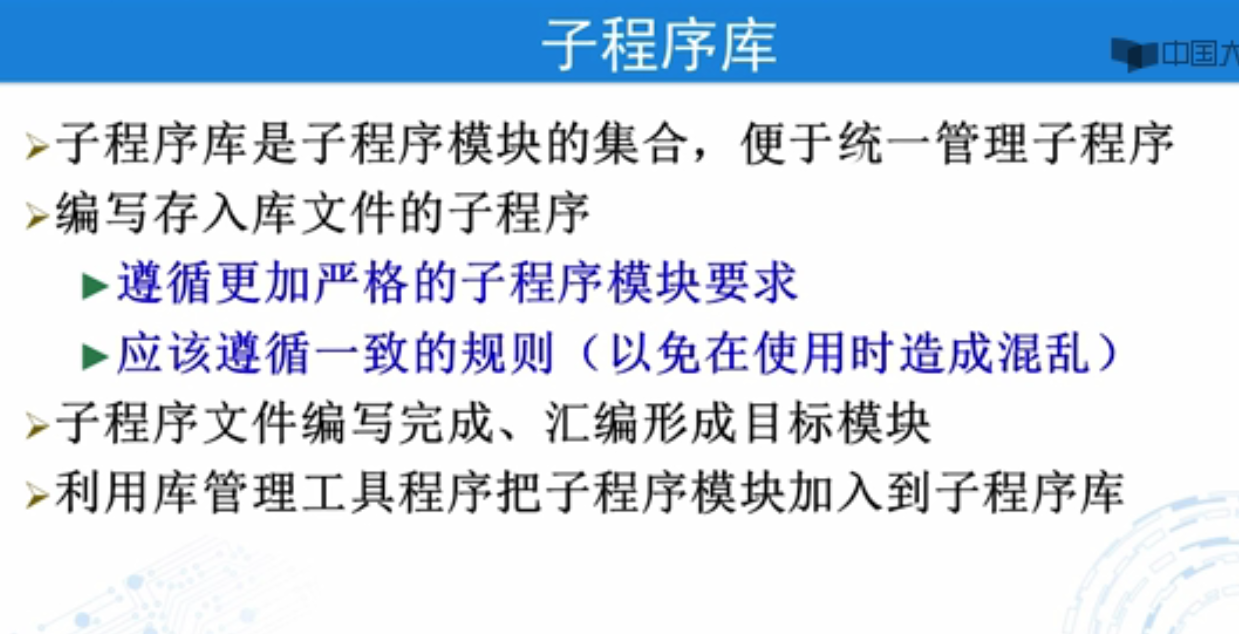 子程序库
中国大
子程序库是子程序模块的集合，便于统一管理子程序
编写存入库文件的子程序
遵循更加严格的子程序模块要求
应该遵循一致的规则（以免在使用时造成混乱）
子程序文件编写完成、汇编形成目标模块
利用库管理工具程序把子程序模块加入到子程序库